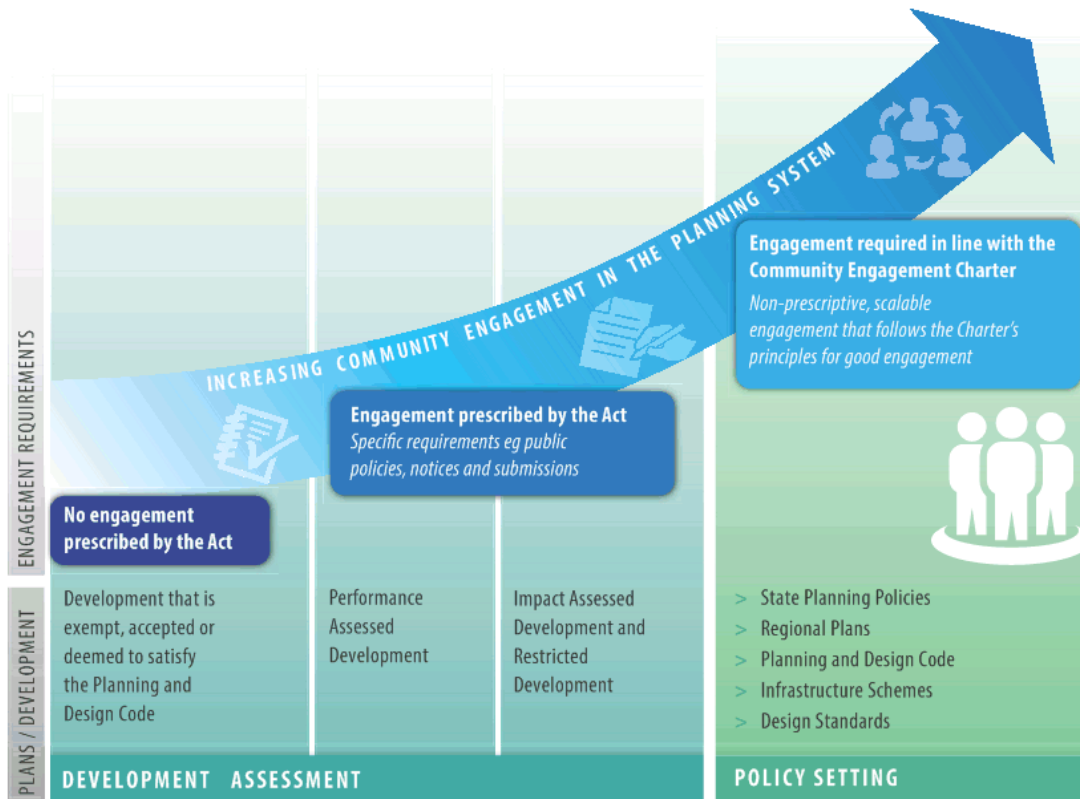 INCREASING COMMUNITY ENGAGEMENT IN THE PLANNING SYSTEM
ENGAGEMENT REQUIREMENTS
No engagement
prescribed by the Act
Engagement prescribed by the Act
Specific requirements eg public
policies, notices and submissions
Engagement required in line with the
Community Engagement Charter
Non-prescriptive, scalable
engagement that follows the Charter's
principles for good engagement
PLANS / DEVELOPMENT
Development that is
exempt, accepted or
deemed to satisfy
the Planning and
Design Code
Performance
Assessed
Development
Impact Assessed
Development and
Restricted
Development
> State Planning Policies
> Regional Plans
> Planning and Design Code
> Infrastructure Schemes
> Design Standards
DEVELOPMENT ASSESSMENT
POLICY SETTING